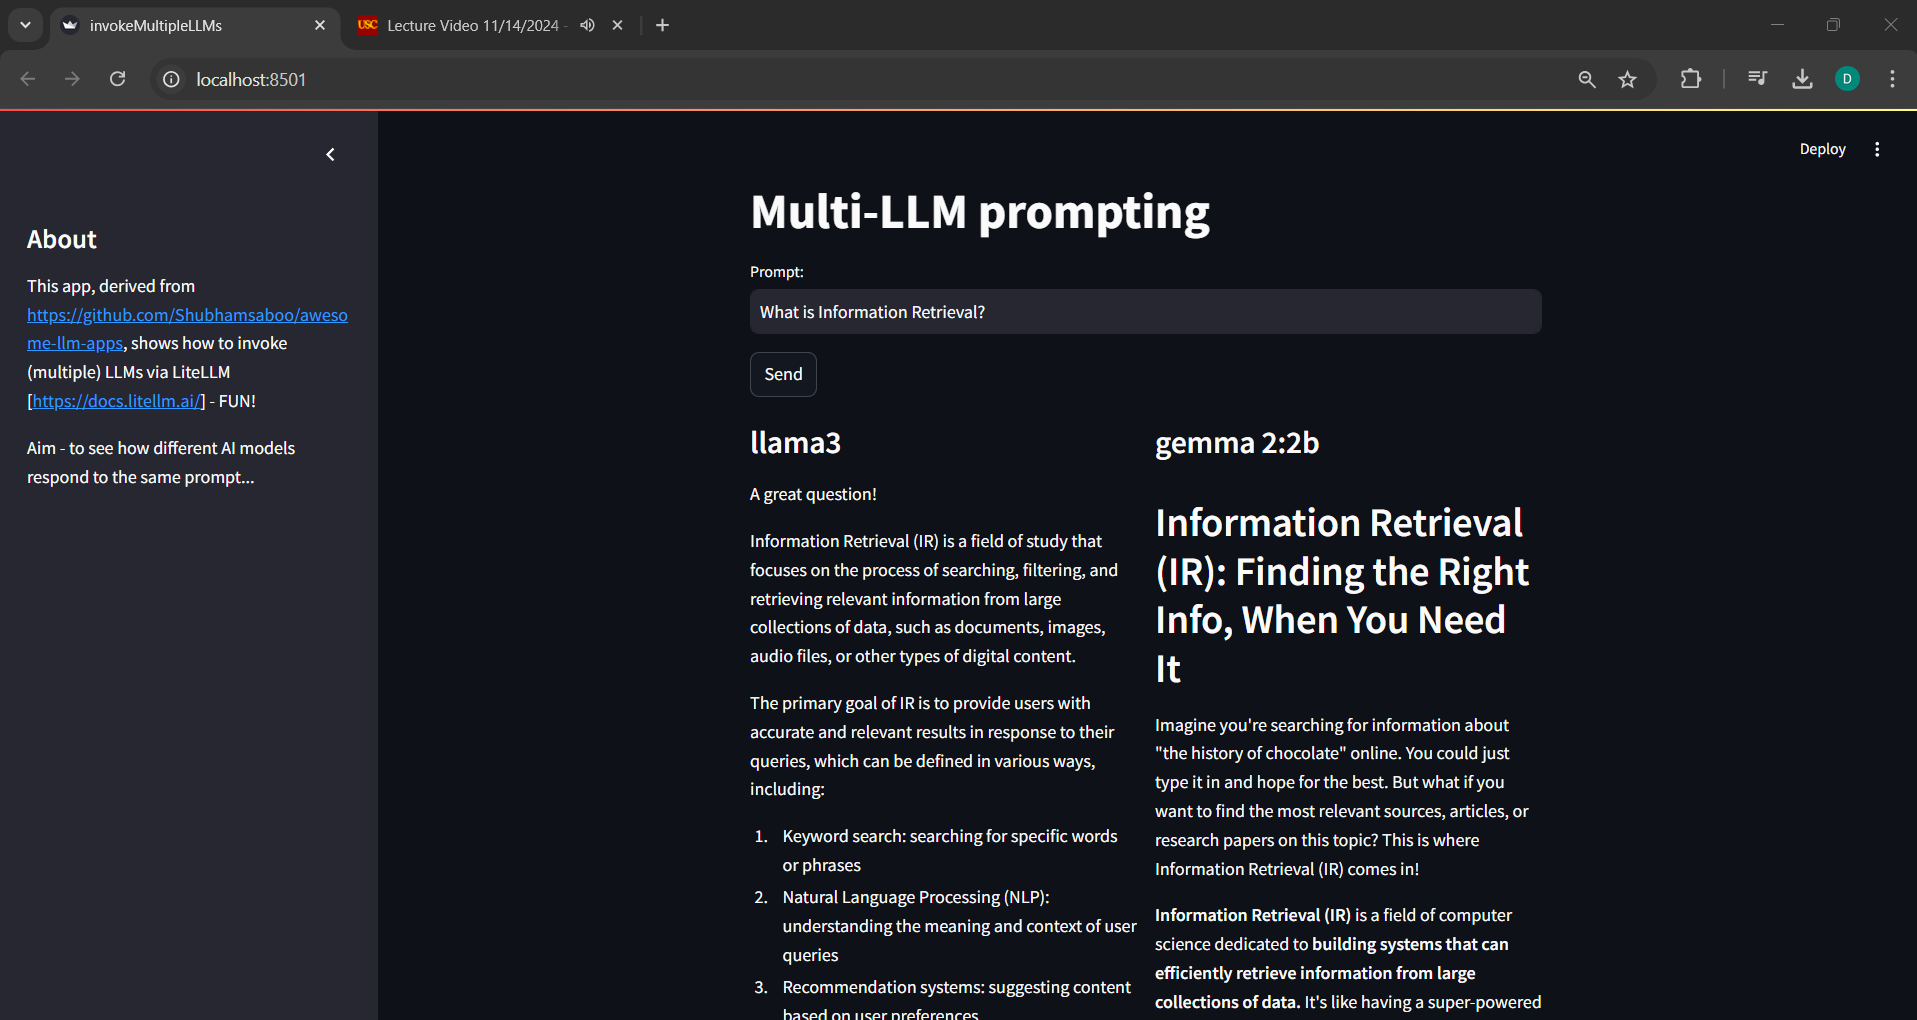 invokeMultipleLLMs
USC Lecture Video 11/14/2024 -
localhost:8501
D
Deploy
About
This app, derived from
https://github.com/Shubhamsaboo/aweso
me-llm-apps, shows how to invoke
(multiple) LLMs via LiteLLM
[https://docs.litellm.ai/] - FUN!
Aim - to see how different AI models
respond to the same prompt...
Multi-LLM prompting
Prompt:
What is Information Retrieval?
Send
llama3
A great question!
Information Retrieval (IR) is a field of study that
focuses on the process of searching, filtering, and
retrieving relevant information from large
collections of data, such as documents, images,
audio files, or other types of digital content.
The primary goal of IR is to provide users with
accurate and relevant results in response to their
queries, which can be defined in various ways,
including:
1. Keyword search: searching for specific words
or phrases
2. Natural Language Processing (NLP):
understanding the meaning and context of user
queries
3. Recommendation systems: suggesting content
based on user preferences
gemma 2:2b
Information Retrieval
(IR): Finding the Right
Info, When You Need
It
Imagine you're searching for information about
"the history of chocolate" online. You could just
type it in and hope for the best. But what if you
want to find the most relevant sources, articles, or
research papers on this topic? This is where
Information Retrieval (IR) comes in!
Information Retrieval (IR) is a field of computer
science dedicated to building systems that can
efficiently retrieve information from large
collections of data. It's like having a super-powered